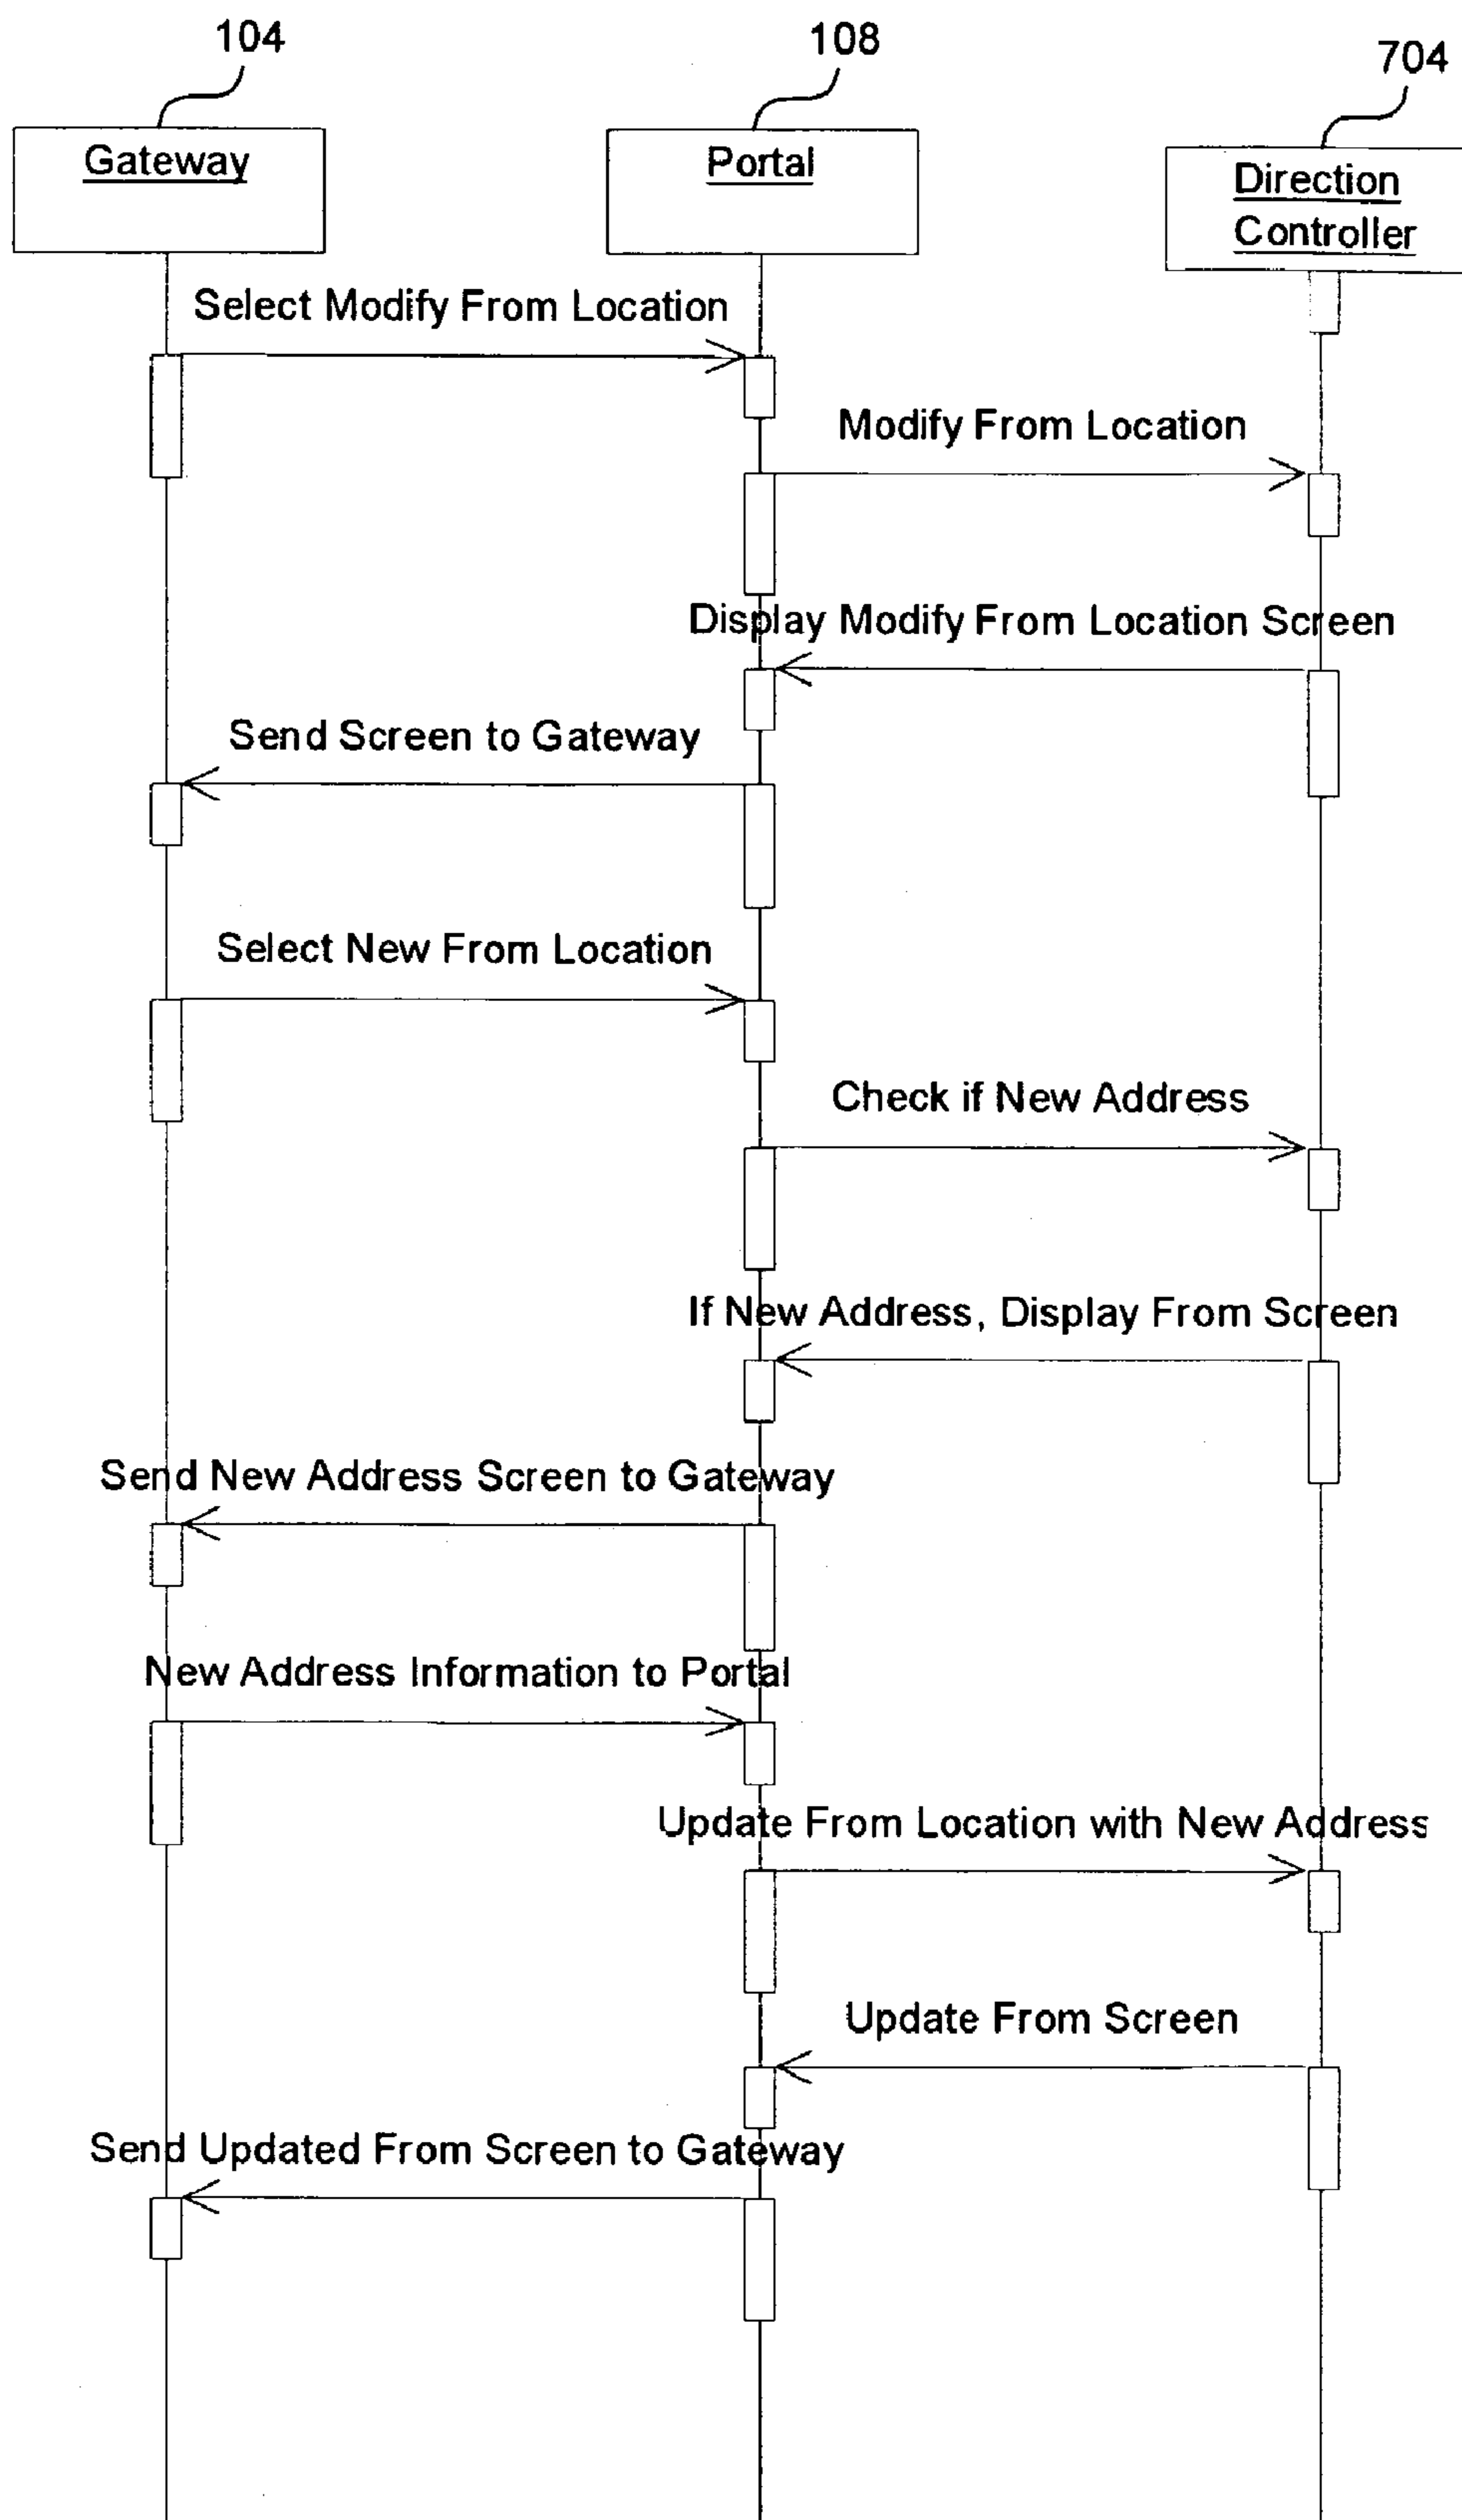 104
108
704
Gateway
Portal
Direction
Controller
Select Modify From Location
Modify From Location
Display Modify From Location Screen
Send Screen to Gateway
Select New From Location
Check if New Address
If New Address, Display From Screen
Send New Address Screen to Gateway
New Address Information to Portal
Update From Location with New Address
Update From Screen
Send Updated From Screen to Gateway